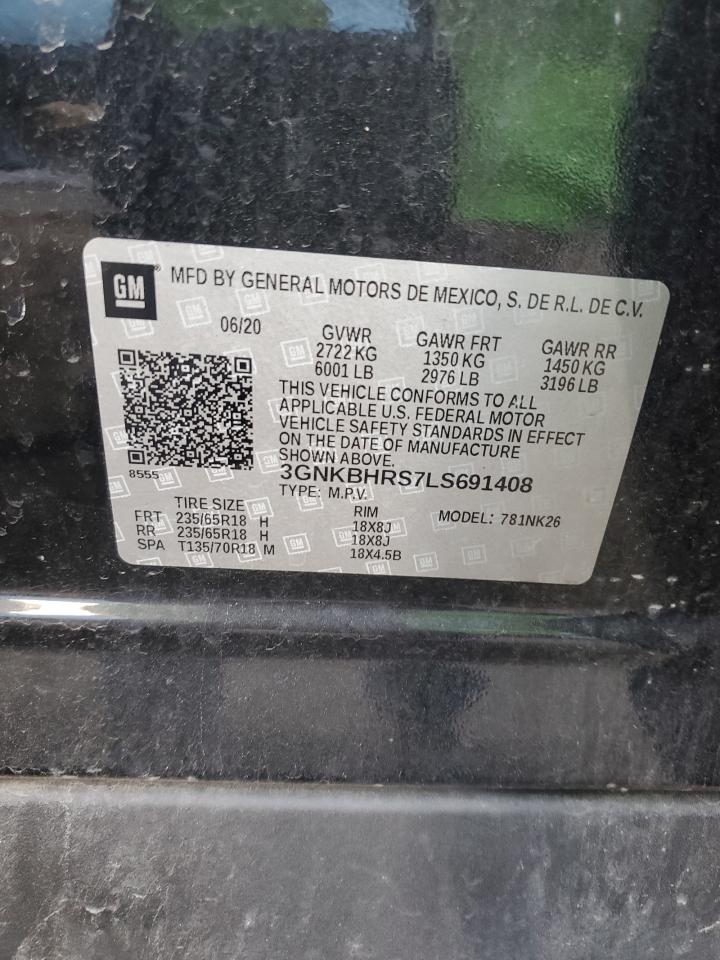 GM ® MFD BY GENERAL MOTORS DE MEXICO, S. DE R.L. DE C.V.
06/20 GVWR GAWR FRT GAWR RR
2722 KG 1350 KG 1450 KG
6001 LB 2976 LB 3196 LB
THIS VEHICLE CONFORMS TO ALL
APPLICABLE U.S. FEDERAL MOTOR
VEHICLE SAFETY STANDARDS IN EFFECT
ON THE DATE OF MANUFACTURE
SHOWN ABOVE.
8555 3GNKBHRS7LS691408
TYPE: M.P.V.
TIRE SIZE RIM MODEL: 781NK26
FRT 235/65R18 H 18X8J
RR 235/65R18 H 18X8J
SPA T135/70R18 M 18X4.5B